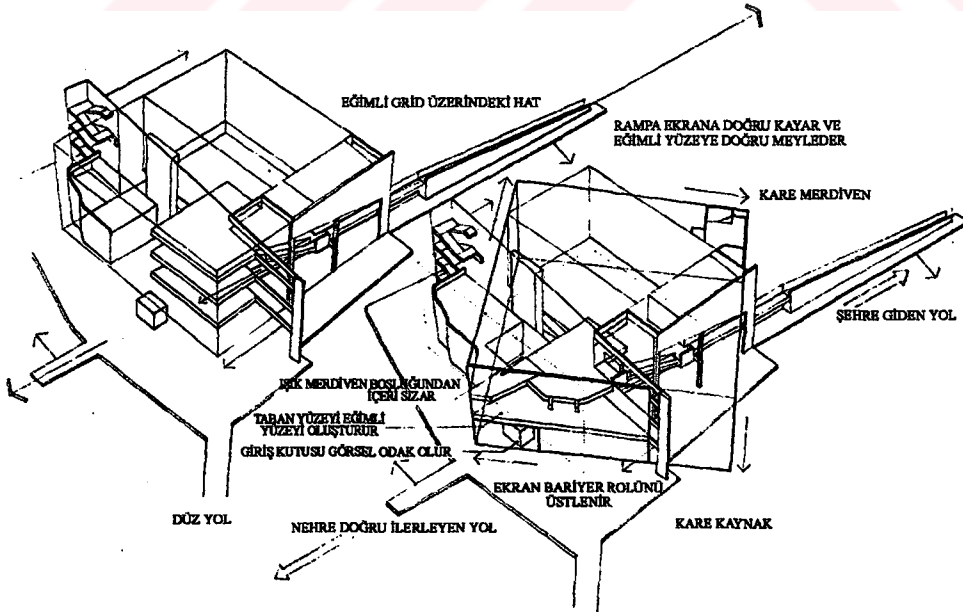 EĞİMLİ GRID ÜZERİNDEKİ HAT
RAMPA EKRANA DOĞRU KAYAR VE
EĞİMLİ YÜZEYE DOĞRU MEYLEDER
KARE MERDİVEN
ŞEHRE GİDEN YOL
IŞIK MERDİVEN BOŞLUĞUNDAN
İÇERİ SIZAR
TABAN YÜZEYİ EĞİMLİ
YÜZEYİ OLUŞTURUR
GİRİŞ KUTUSU GÖRSEL ODAK OLUR
EKRAN BARİYER ROLÜNÜ
ÜSTLENİR
DÜZ YOL
NEHRE DOĞRU İLERLEYEN YOL
KARE KAYNAK